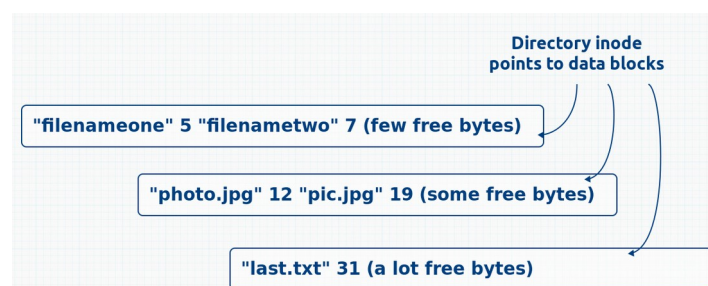 Directory inode
points to data blocks
"filenameone" 5 "filenametwo" 7 (few free bytes)
"photo.jpg" 12 "pic.jpg" 19 (some free bytes)
"last.txt" 31 (a lot free bytes)